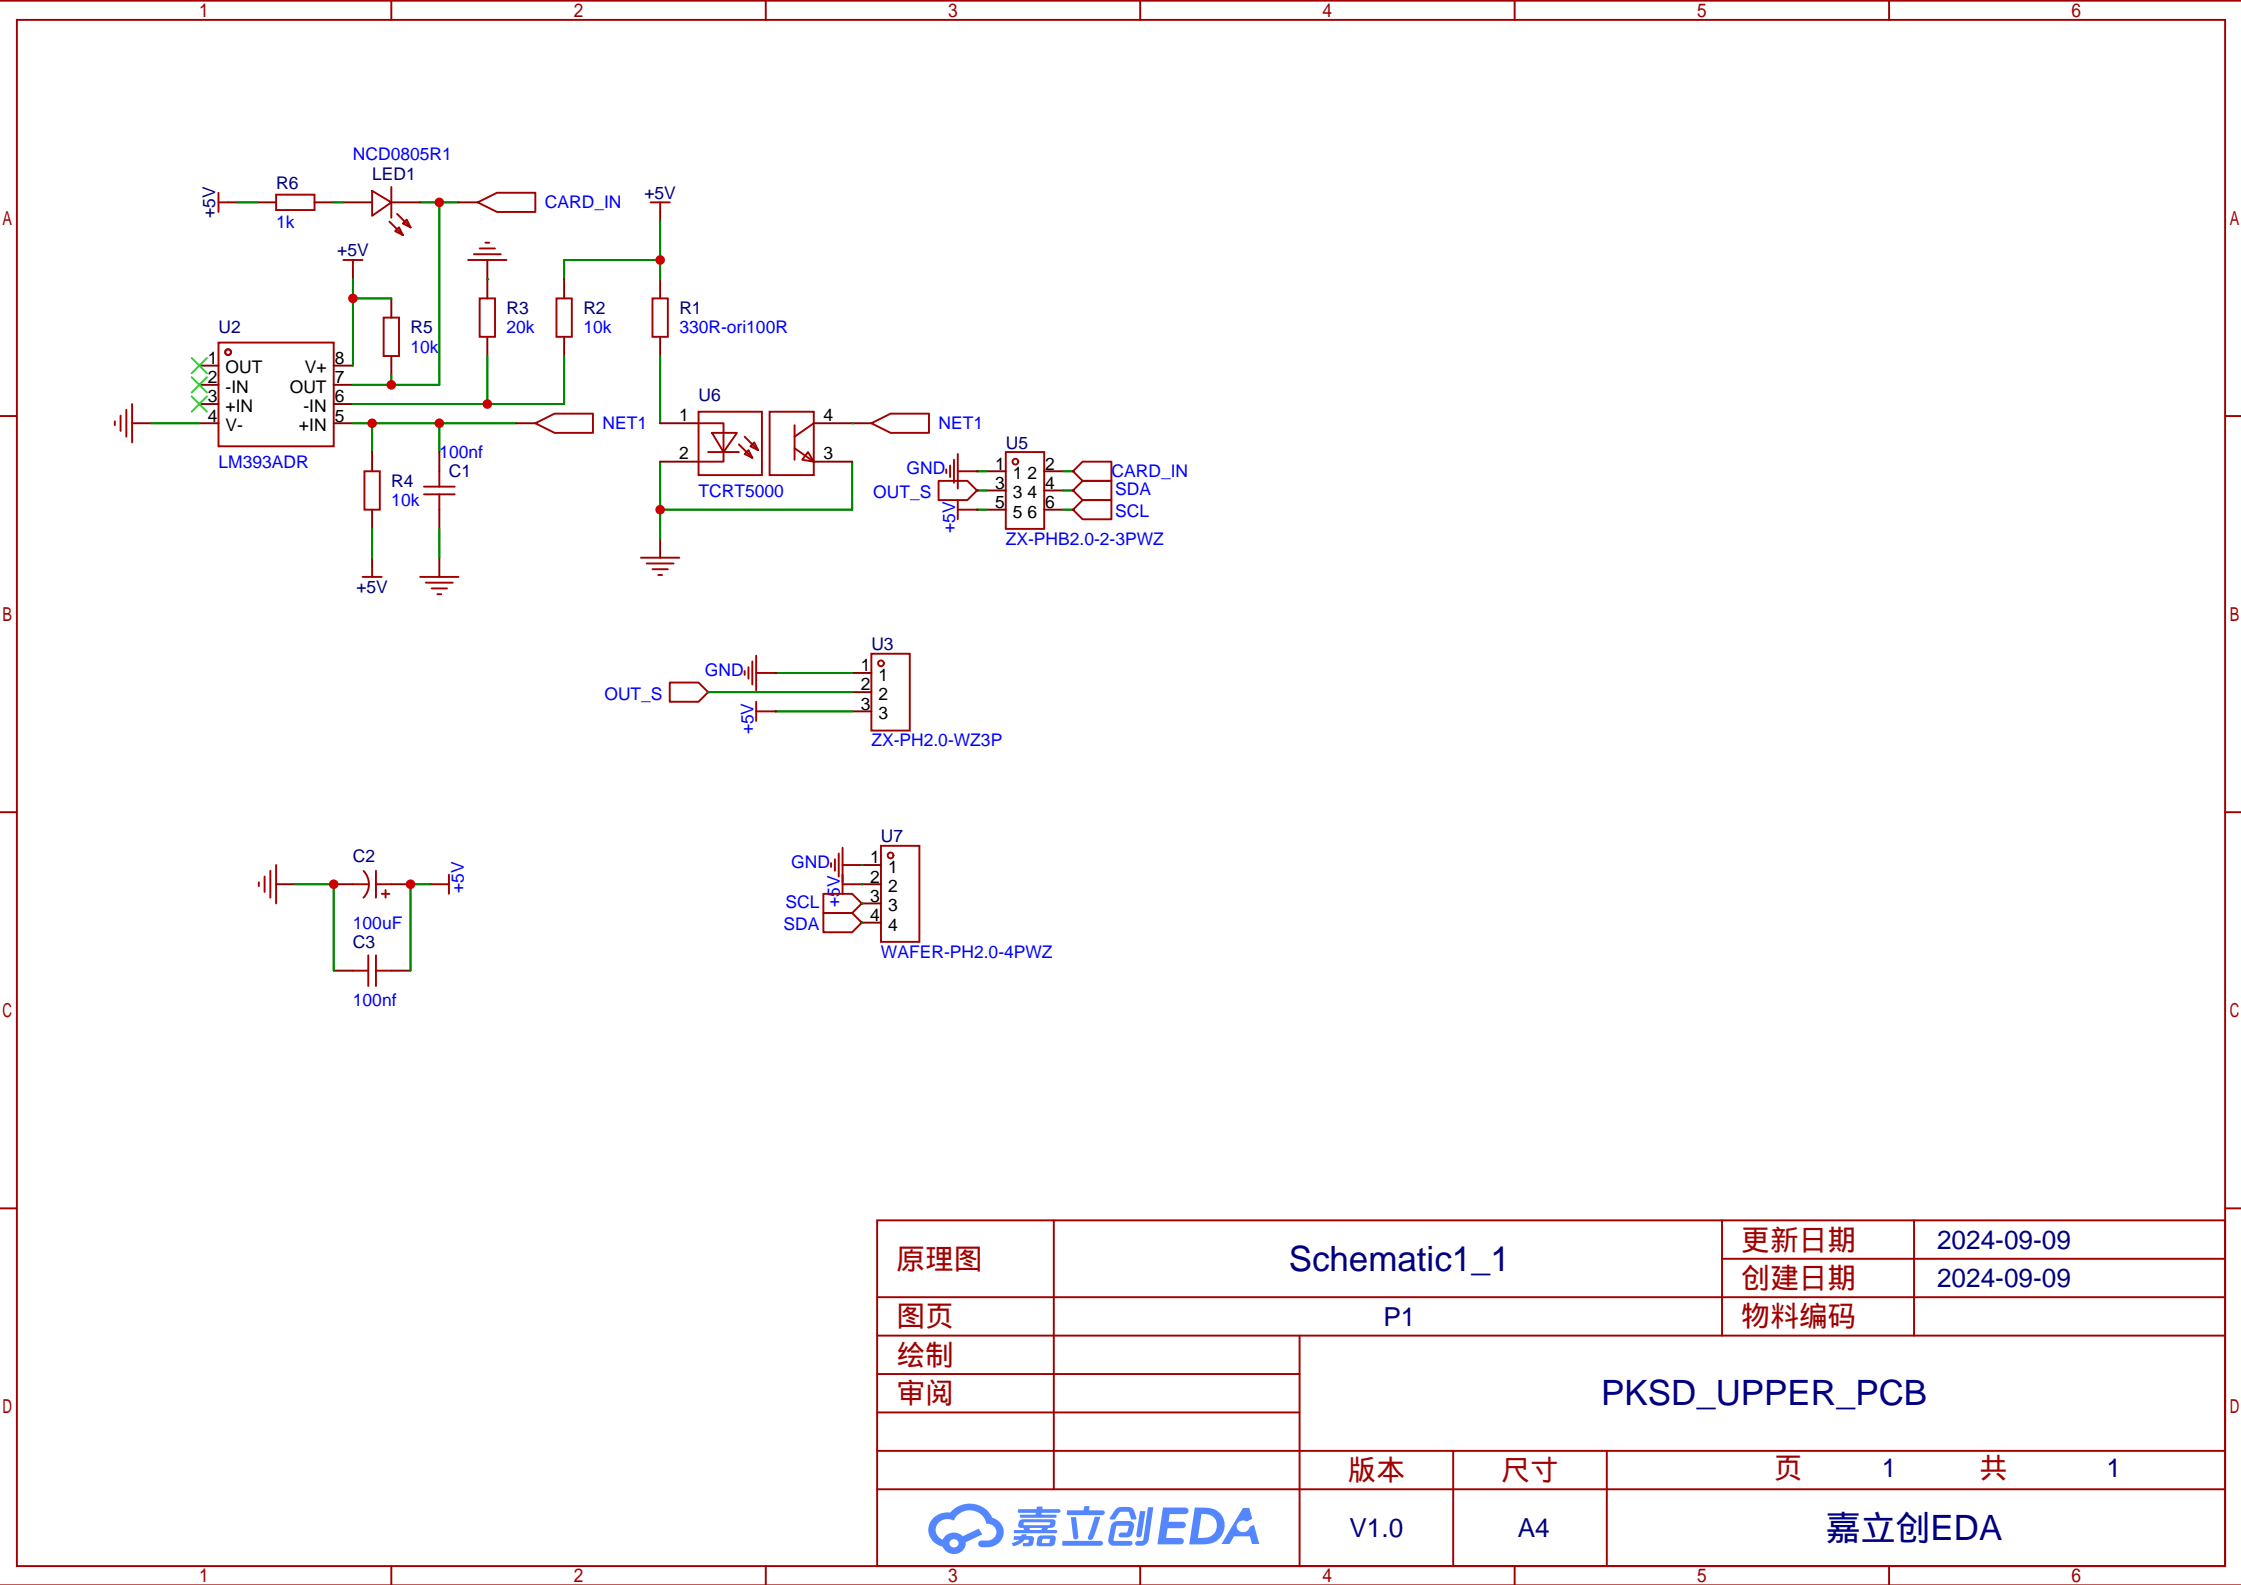 1 2 3 4 5 6
NCD0805R1
LED1
+5V
R6
1k
CARD_IN
+5V
A A
+5V
R3
20k
R2
10k
R1
330R-ori100R
U2
R5
10k
1 OUT V+ 8
2 -IN OUT 7
3 +IN -IN 6
4 V- +IN 5
LM393ADR
NET1
100nf
C1
R4
10k
+5V
U6
1 4
2 3
TCRT5000
NET1
U5
GND 1 1 2 2 CARD_IN
OUT_S 3 3 4 4 SDA
+5V 5 5 6 6 SCL
ZX-PHB2.0-2-3PWZ
B B
U3
GND 1 1
OUT_S 2 2
+5V 3 3
ZX-PH2.0-WZ3P
C2
+5V
+
100uF
C3
100nf
U7
GND 1 1
+5V 2 2
SCL 3 3
SDA 4 4
WAFER-PH2.0-4PWZ
C C
原理图 Schematic1_1 更新日期 2024-09-09
创建日期 2024-09-09
图页 P1 物料编码
绘制
审阅
PKSD_UPPER_PCB
D D
版本 尺寸 页 1 共 1
嘉立创EDA V1.0 A4 嘉立创EDA
1 2 3 4 5 6